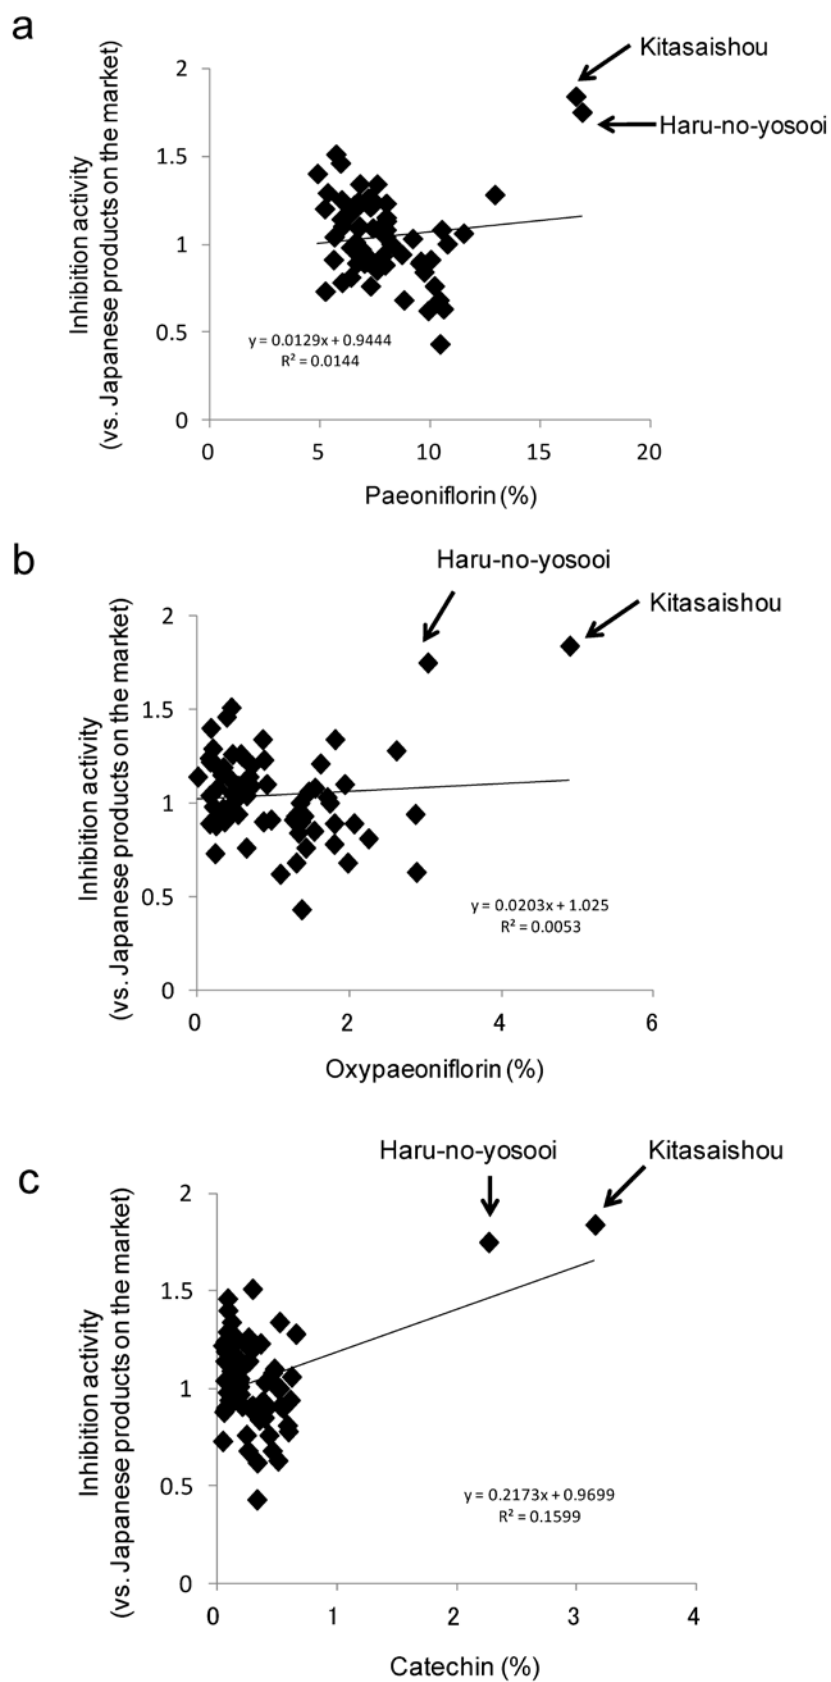 a
Kitasaishou
Haru-no-yosooi
Inhibition activity
(vs. Japanese products on the market)
2
1.5
1
0.5
0
y = 0.0129x + 0.9444
R² = 0.0144
0 5 10 15 20
Paeoniflorin (%)
b
Haru-no-yosooi
Kitasaishou
Inhibition activity
(vs. Japanese products on the market)
2
1.5
1
0.5
0
y = 0.0203x + 1.025
R² = 0.0053
0 2 4 6
Oxypaeoniflorin (%)
c
Haru-no-yosooi
Kitasaishou
Inhibition activity
(vs. Japanese products on the market)
2
1.5
1
0.5
0
y = 0.2173x + 0.9699
R² = 0.1599
0 1 2 3 4
Catechin (%)